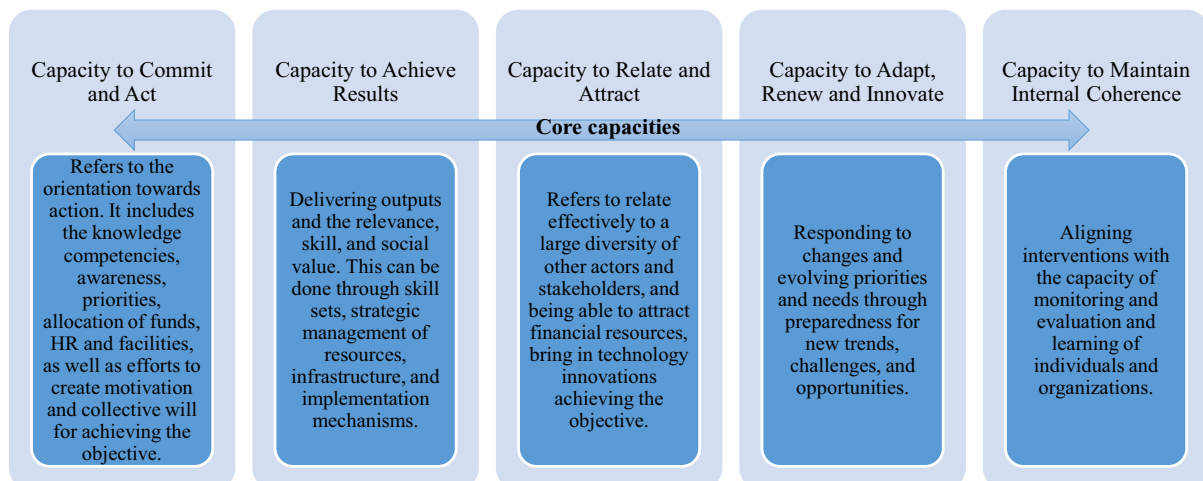 Capacity to Commit
and Act
Capacity to Achieve
Results
Capacity to Relate and
Attract
Capacity to Adapt,
Renew and Innovate
Capacity to Maintain
Internal Coherence
Core capacities
Refers to the
orientation towards
action. It includes
the knowledge
competencies,
awareness,
priorities,
allocation of funds,
HR and facilities,
as well as efforts to
create motivation
and collective will
for achieving the
objective.
Delivering outputs
and the relevance,
skill, and social
value. This can be
done through skill
sets, strategic
management of
resources,
infrastructure, and
implementation
mechanisms.
Refers to relate
effectively to a
large diversity of
other actors and
stakeholders, and
being able to attract
financial resources,
bring in technology
innovations
achieving the
objective.
Responding to
changes and
evolving priorities
and needs through
preparedness for
new trends,
challenges, and
opportunities.
Aligning
interventions with
the capacity of
monitoring and
evaluation and
learning of
individuals and
organizations.